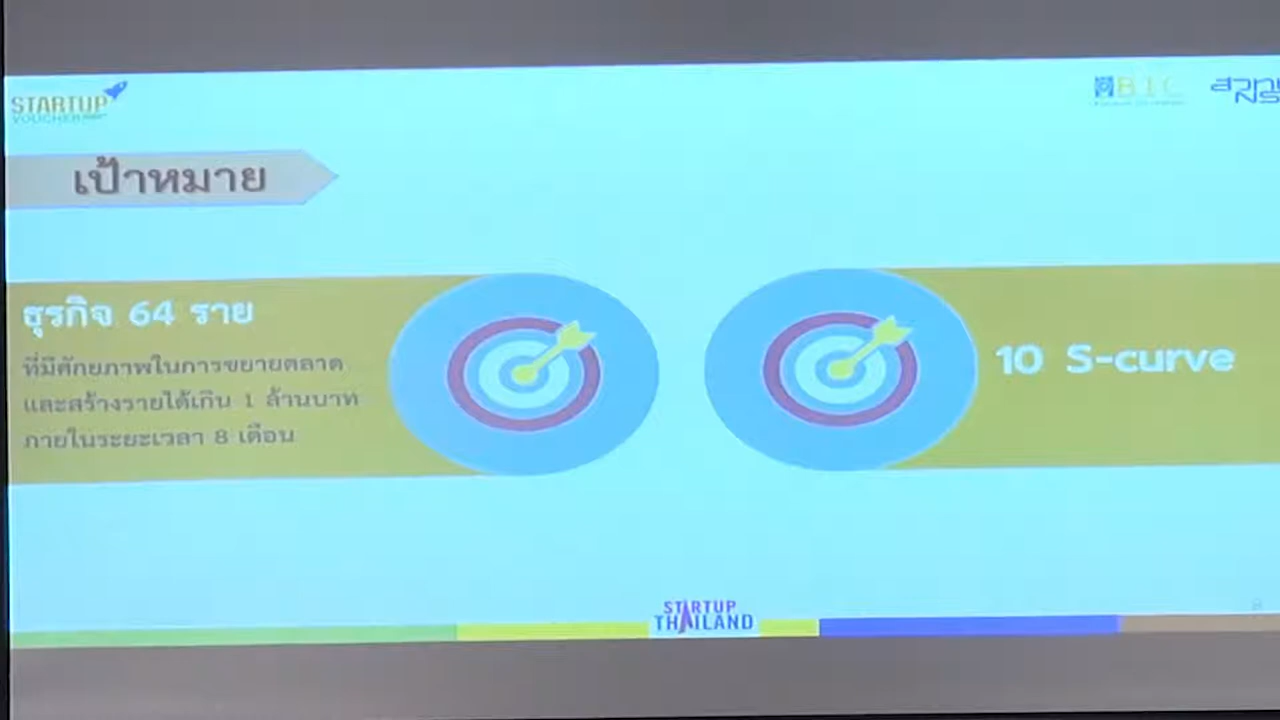 STARTUP
VOUCHER
BIC
สวทช
NS
เป้าหมาย
ธุรกิจ 64 ราย
ที่มีศักยภาพในการขยายตลาด
และสร้างรายได้เกิน 1 ล้านบาท
ภายในระยะเวลา 8 เดือน
10 S-curve
STARTUP
THAILAND